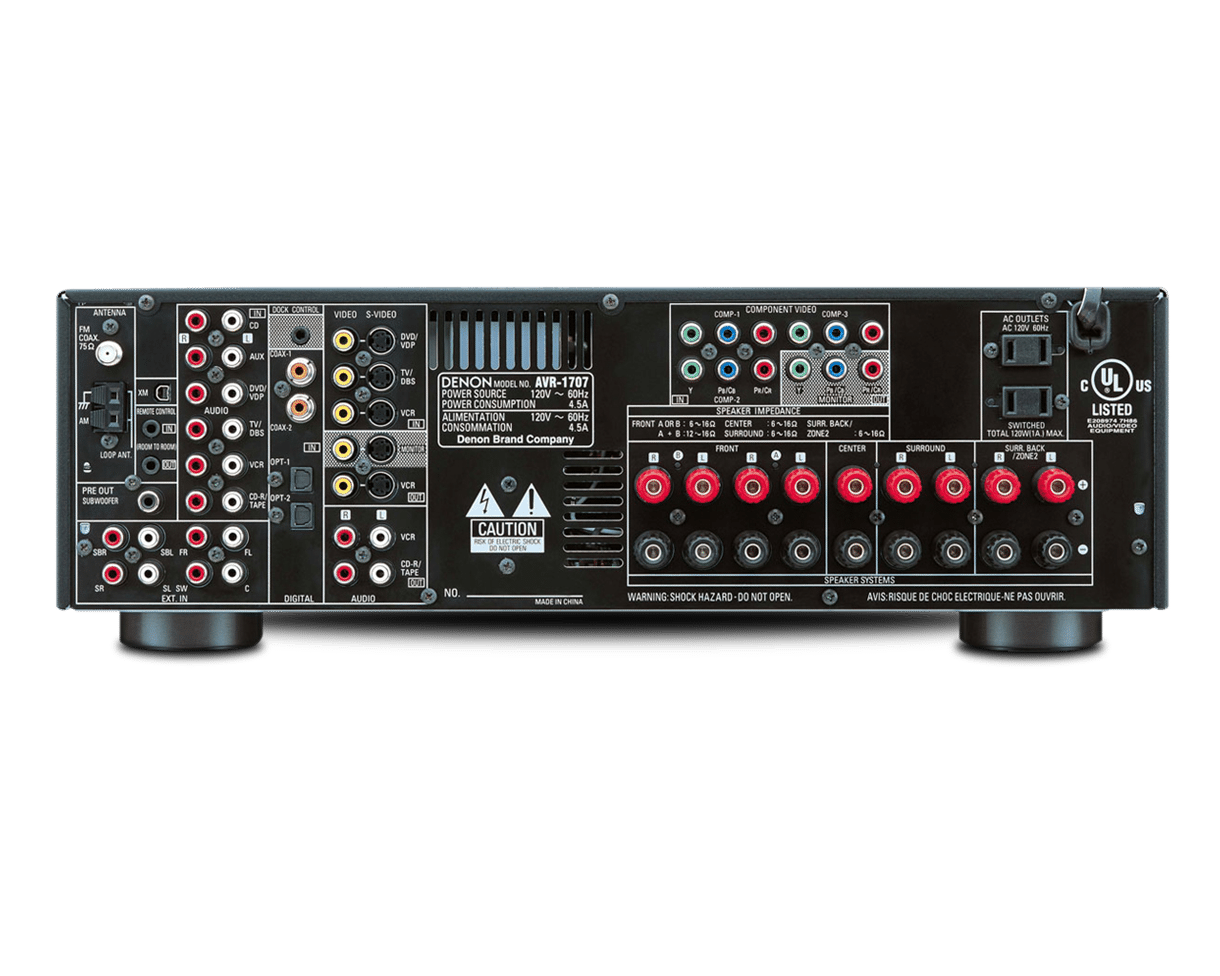 ANTENNA
FM
COAX.
75Ω
AM
LOOP ANT.
XM
REMOTE CONTROL
IN
(ROOM TO ROOM)
OUT
PRE OUT
SUBWOOFER
SBR
SBL
FR
FL
SR
SL
SW
C
EXT. IN
IN
CD
R
L
AUX
DVD/
VDP
AUDIO
TV/
DBS
VCR
CD-R/
TAPE
DOCK CONTROL
COAX-1
COAX-2
IN
OPT-1
OPT-2
DIGITAL
VIDEO S-VIDEO
DVD/
VDP
TV/
DBS
VCR
IN
MONITOR
VCR
OUT
R
L
VCR
CD-R/
TAPE
OUT
AUDIO
DENON MODEL NO. AVR-1707
POWER SOURCE 120V ~ 60Hz
POWER CONSUMPTION 4.5A
ALIMENTATION 120V ~ 60Hz
CONSOMMATION 4.5A
Denon Brand Company
CAUTION
RISK OF ELECTRIC SHOCK
DO NOT OPEN
NO.
MADE IN CHINA
COMPONENT VIDEO
COMP-1
COMP-3
Y PB/CB PR/CR Y PB/CB PR/CR
IN
COMP-2
MONITOR
OUT
SPEAKER IMPEDANCE
FRONT A OR B : 6~16Ω CENTER : 6~16Ω SURR. BACK/
A + B : 12~16Ω SURROUND : 6~16Ω ZONE2 : 6~16Ω
FRONT
CENTER
SURROUND
SURR. BACK
/ZONE2
R B L R A L R L R L
+
−
SPEAKER SYSTEMS
WARNING: SHOCK HAZARD - DO NOT OPEN.
AVIS: RISQUE DE CHOC ELECTRIQUE-NE PAS OUVRIR.
AC OUTLETS
AC 120V 60Hz
SWITCHED
TOTAL 120W(1A.) MAX.
C UL US
®
LISTED
E208974 7H80
AUDIO/VIDEO
EQUIPMENT